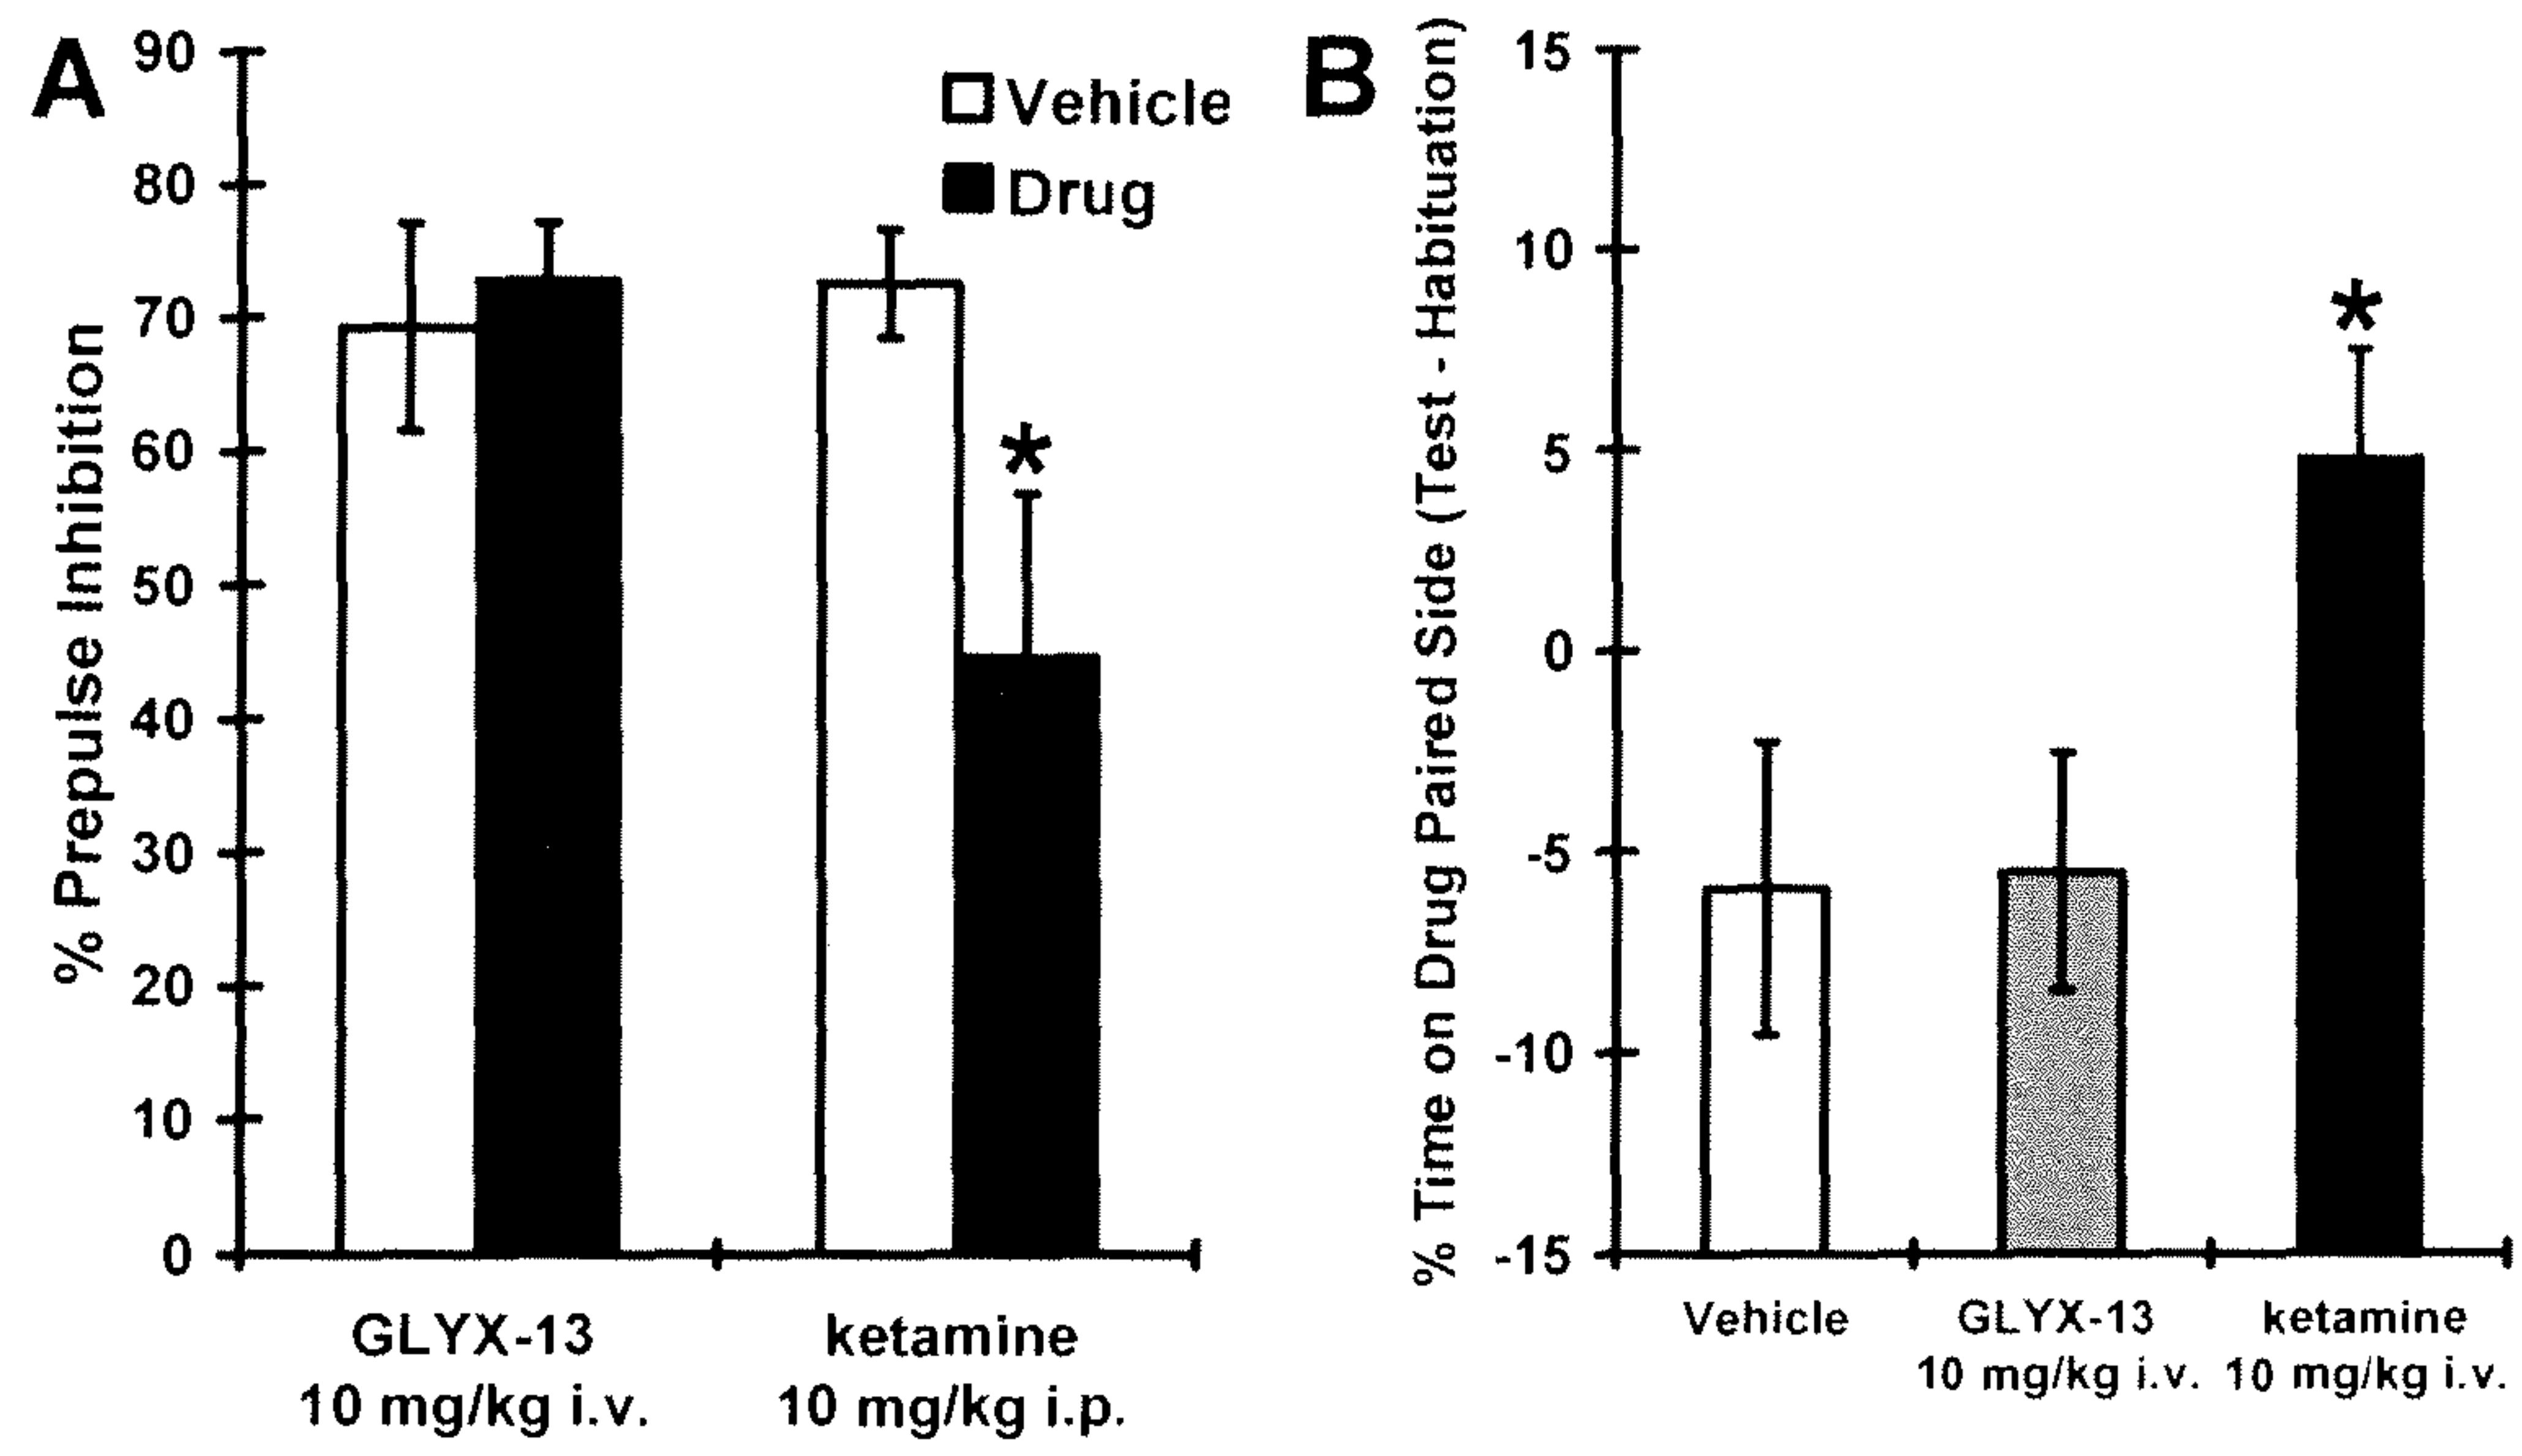 A
% Prepulse Inhibition
90
80
70
60
50
40
30
20
10
0
Vehicle
Drug
*
GLYX-13
10 mg/kg i.v.
ketamine
10 mg/kg i.p.
B
% Time on Drug Paired Side (Test - Habituation)
15
10
5
0
-5
-10
-15
*
Vehicle
GLYX-13
10 mg/kg i.v.
ketamine
10 mg/kg i.v.